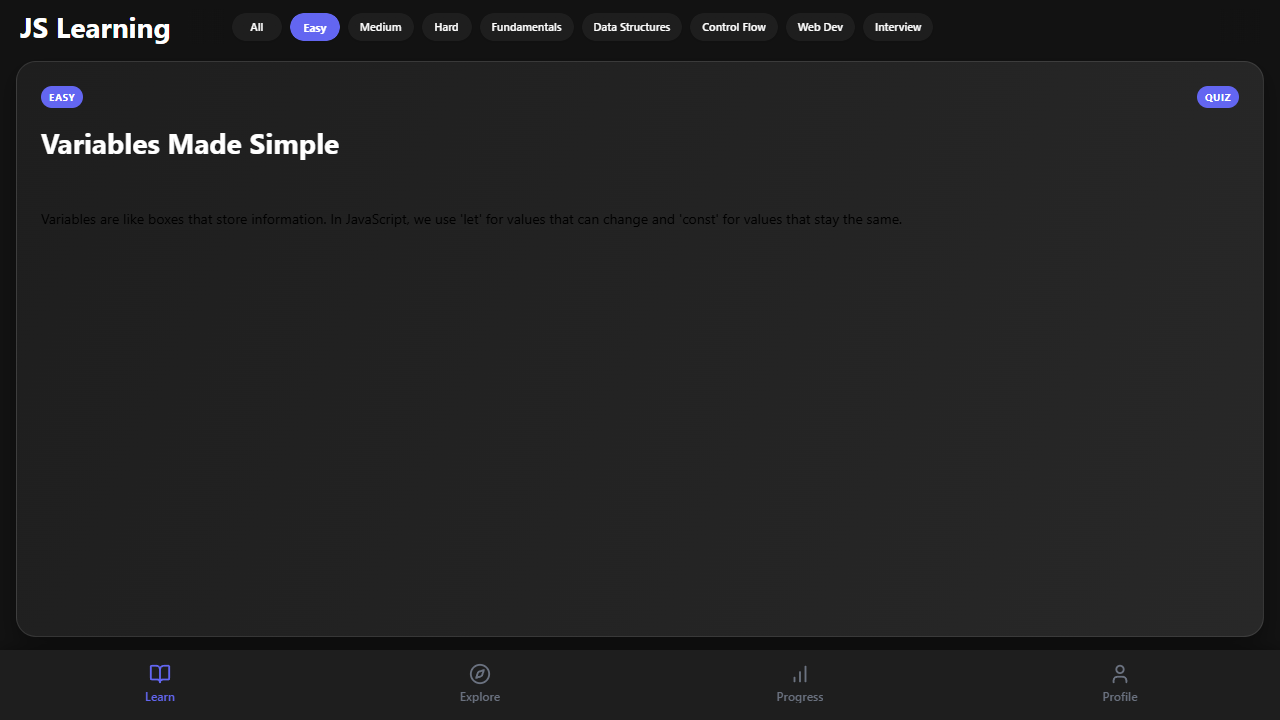 JS Learning
All
Easy
Medium
Hard
Fundamentals
Data Structures
Control Flow
Web Dev
Interview
EASY
QUIZ
Variables Made Simple
Variables are like boxes that store information. In JavaScript, we use 'let' for values that can change and 'const' for values that stay the same.
Learn
Explore
Progress
Profile